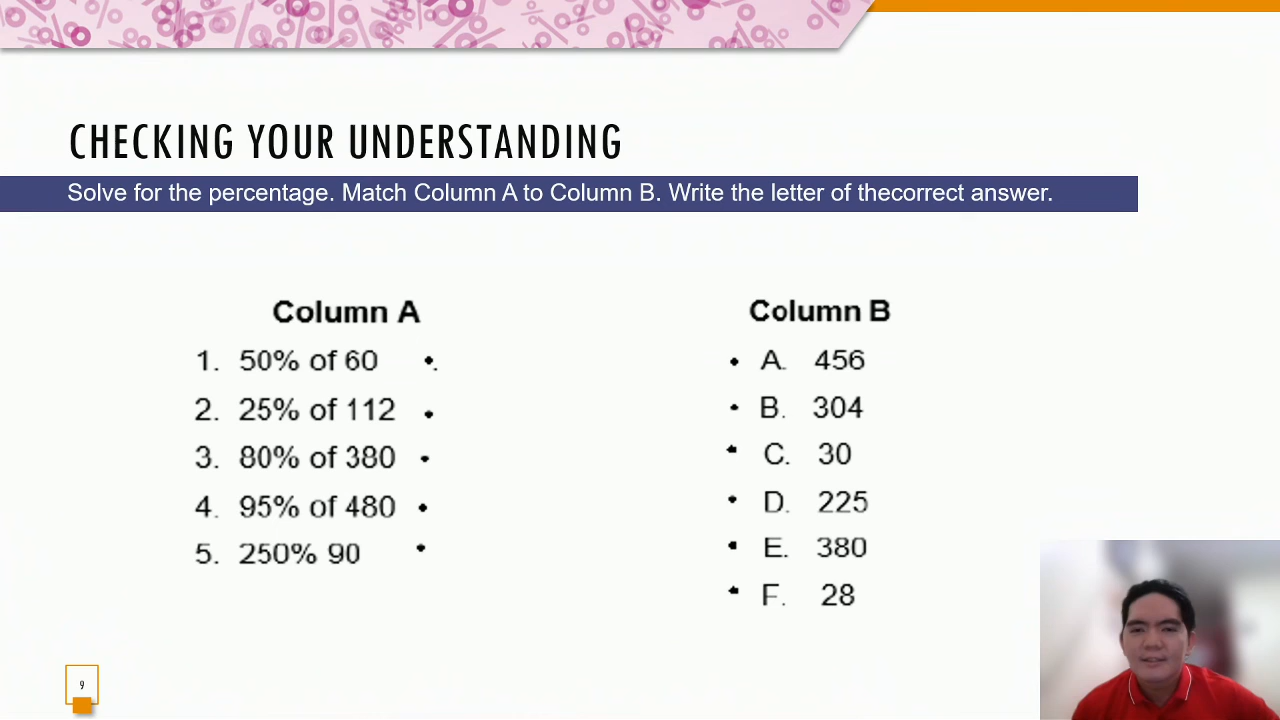 CHECKING YOUR UNDERSTANDING
Solve for the percentage. Match Column A to Column B. Write the letter of thecorrect answer.
Column A
1. 50% of 60
2. 25% of 112
3. 80% of 380
4. 95% of 480
5. 250% 90
Column B
A. 456
B. 304
C. 30
D. 225
E. 380
F. 28
9